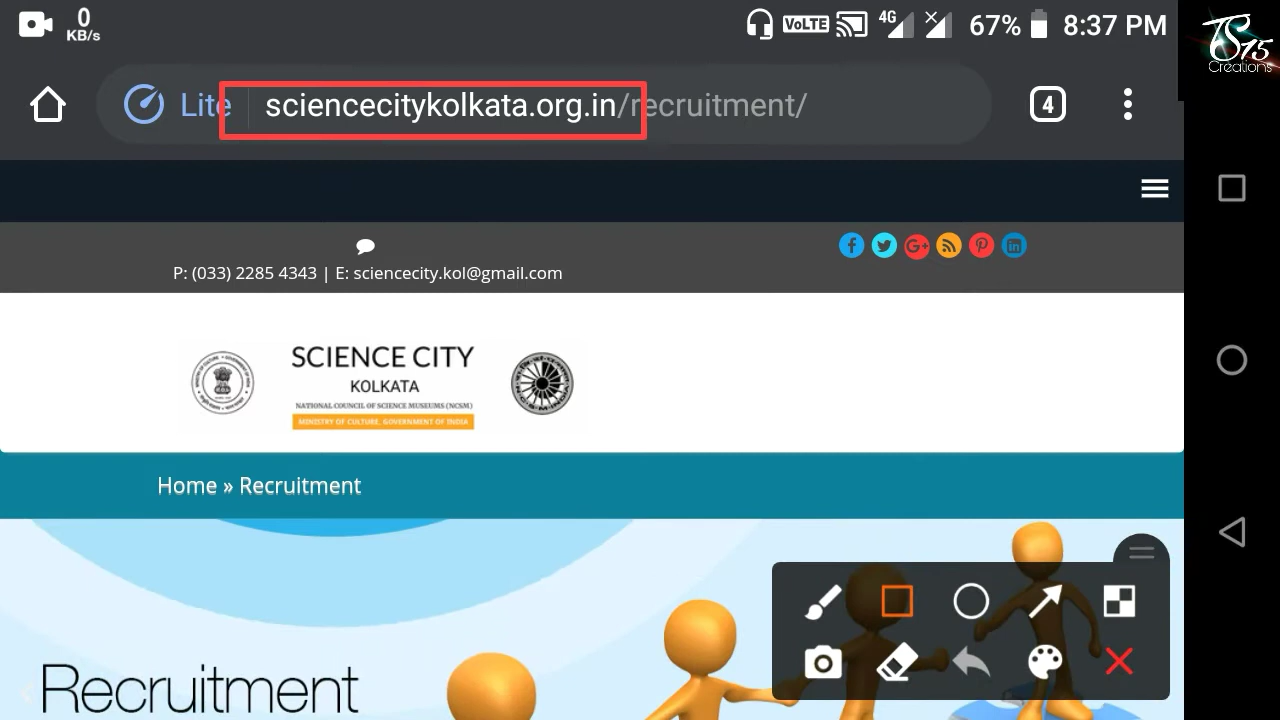 0
KB/s
VoLTE
4G
67%
8:37 PM
TS15
Creations
Lite
sciencecitykolkata.org.in/recruitment/
4
P: (033) 2285 4343 | E: sciencecity.kol@gmail.com
SCIENCE CITY
KOLKATA
NATIONAL COUNCIL OF SCIENCE MUSEUMS (NCSM)
MINISTRY OF CULTURE, GOVERNMENT OF INDIA
Home » Recruitment
Recruitment